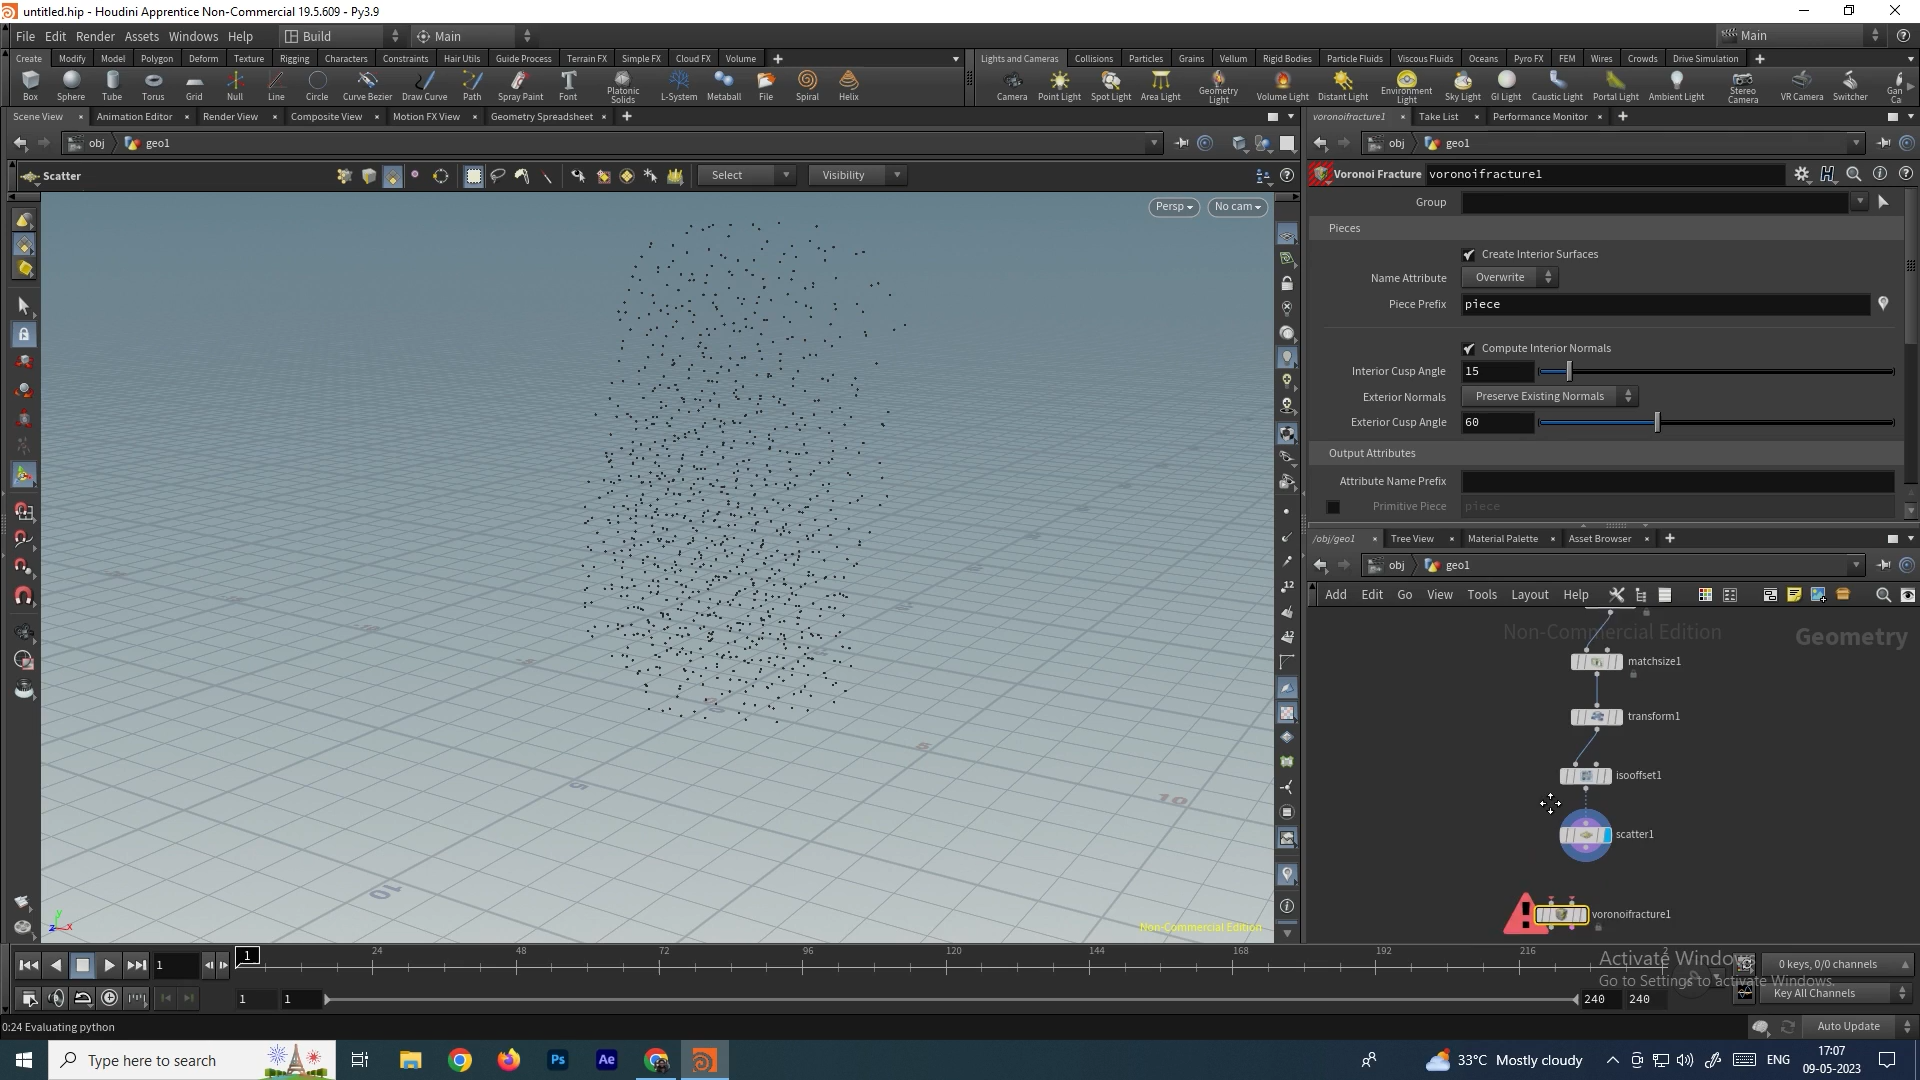 untitled.hip - Houdini Apprentice Non-Commercial 19.5.609 - Py3.9
File Edit Render Assets Windows Help Build Main Main
Create Modify Model Polygon Deform Texture Rigging Characters Constraints Hair Utils Guide Process Terrain FX Simple FX Cloud FX Volume
Lights and Cameras Collisions Particles Grains Vellum Rigid Bodies Particle Fluids Viscous Fluids Oceans Pyro FX FEM Wires Crowds Drive Simulation
Box Sphere Tube Torus Grid Null Line Circle Curve Bezier Draw Curve Path Spray Paint Font Platonic Solids L-System Metaball File Spiral Helix
Camera Point Light Spot Light Area Light Geometry Light Volume Light Distant Light Environment Light Sky Light GI Light Caustic Light Portal Light Ambient Light Stereo Camera VR Camera Switcher Gan Ca
Scene View Animation Editor Render View Composite View Motion FX View Geometry Spreadsheet
voronoifracture1 Take List Performance Monitor
obj geo1
obj geo1
Scatter Select Visibility
Voronoi Fracture voronoifracture1
Persp No cam
Group
Pieces
Create Interior Surfaces
Name Attribute Overwrite
Piece Prefix piece
Compute Interior Normals
Interior Cusp Angle 15
Exterior Normals Preserve Existing Normals
Exterior Cusp Angle 60
Output Attributes
Attribute Name Prefix
Primitive Piece piece
/obj/geo1 Tree View Material Palette Asset Browser
obj geo1
Add Edit Go View Tools Layout Help
Non-Commercial Edition Geometry
matchsize1
transform1
isooffset1
scatter1
voronoifracture1
12
12
5
5
10
10
Non-Commercial Edition
1 1 24 48 72 96 120 144 168 192 216 2
0 keys, 0/0 channels
Activate Windows
Go to Settings to activate Windows.
1 1 240 240 Key All Channels
0:24 Evaluating python Auto Update
Type here to search Ps Ae 33°C Mostly cloudy ENG 17:07
09-05-2023